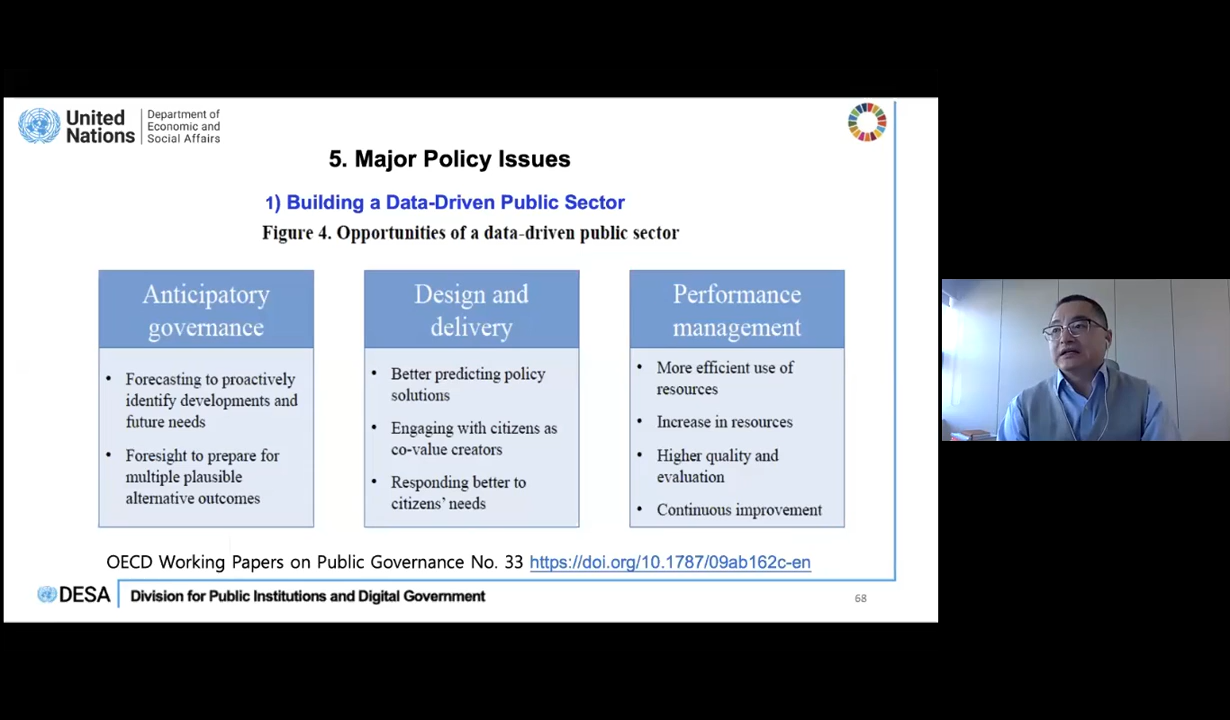 United
Nations
Department of
Economic and
Social Affairs
5. Major Policy Issues
1) Building a Data-Driven Public Sector
Figure 4. Opportunities of a data-driven public sector
Anticipatory
governance
• Forecasting to proactively
identify developments and
future needs
• Foresight to prepare for
multiple plausible
alternative outcomes
Design and
delivery
• Better predicting policy
solutions
• Engaging with citizens as
co-value creators
• Responding better to
citizens’ needs
Performance
management
• More efficient use of
resources
• Increase in resources
• Higher quality and
evaluation
• Continuous improvement
OECD Working Papers on Public Governance No. 33 https://doi.org/10.1787/09ab162c-en
DESA
Division for Public Institutions and Digital Government
68